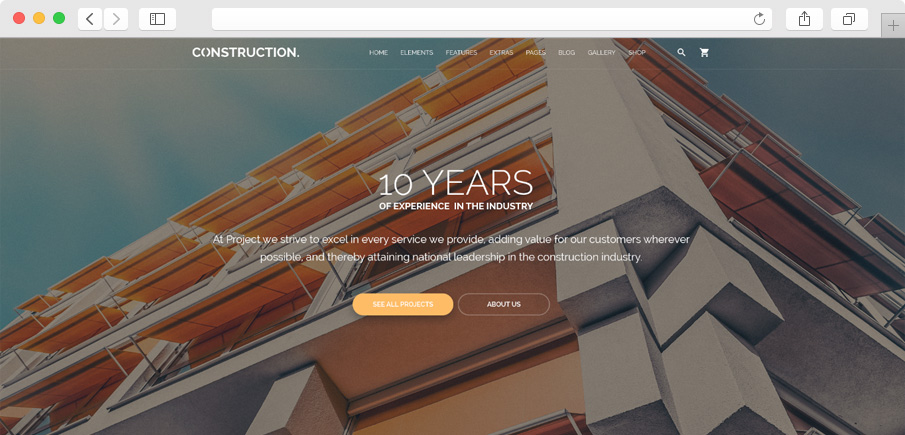 CONSTRUCTION.
HOME ELEMENTS FEATURES EXTRAS PAGES BLOG GALLERY SHOP
10 YEARS
OF EXPERIENCE IN THE INDUSTRY
At Project we strive to excel in every service we provide, adding value for our customers wherever
possible, and thereby attaining national leadership in the construction industry.
SEE ALL PROJECTS ABOUT US